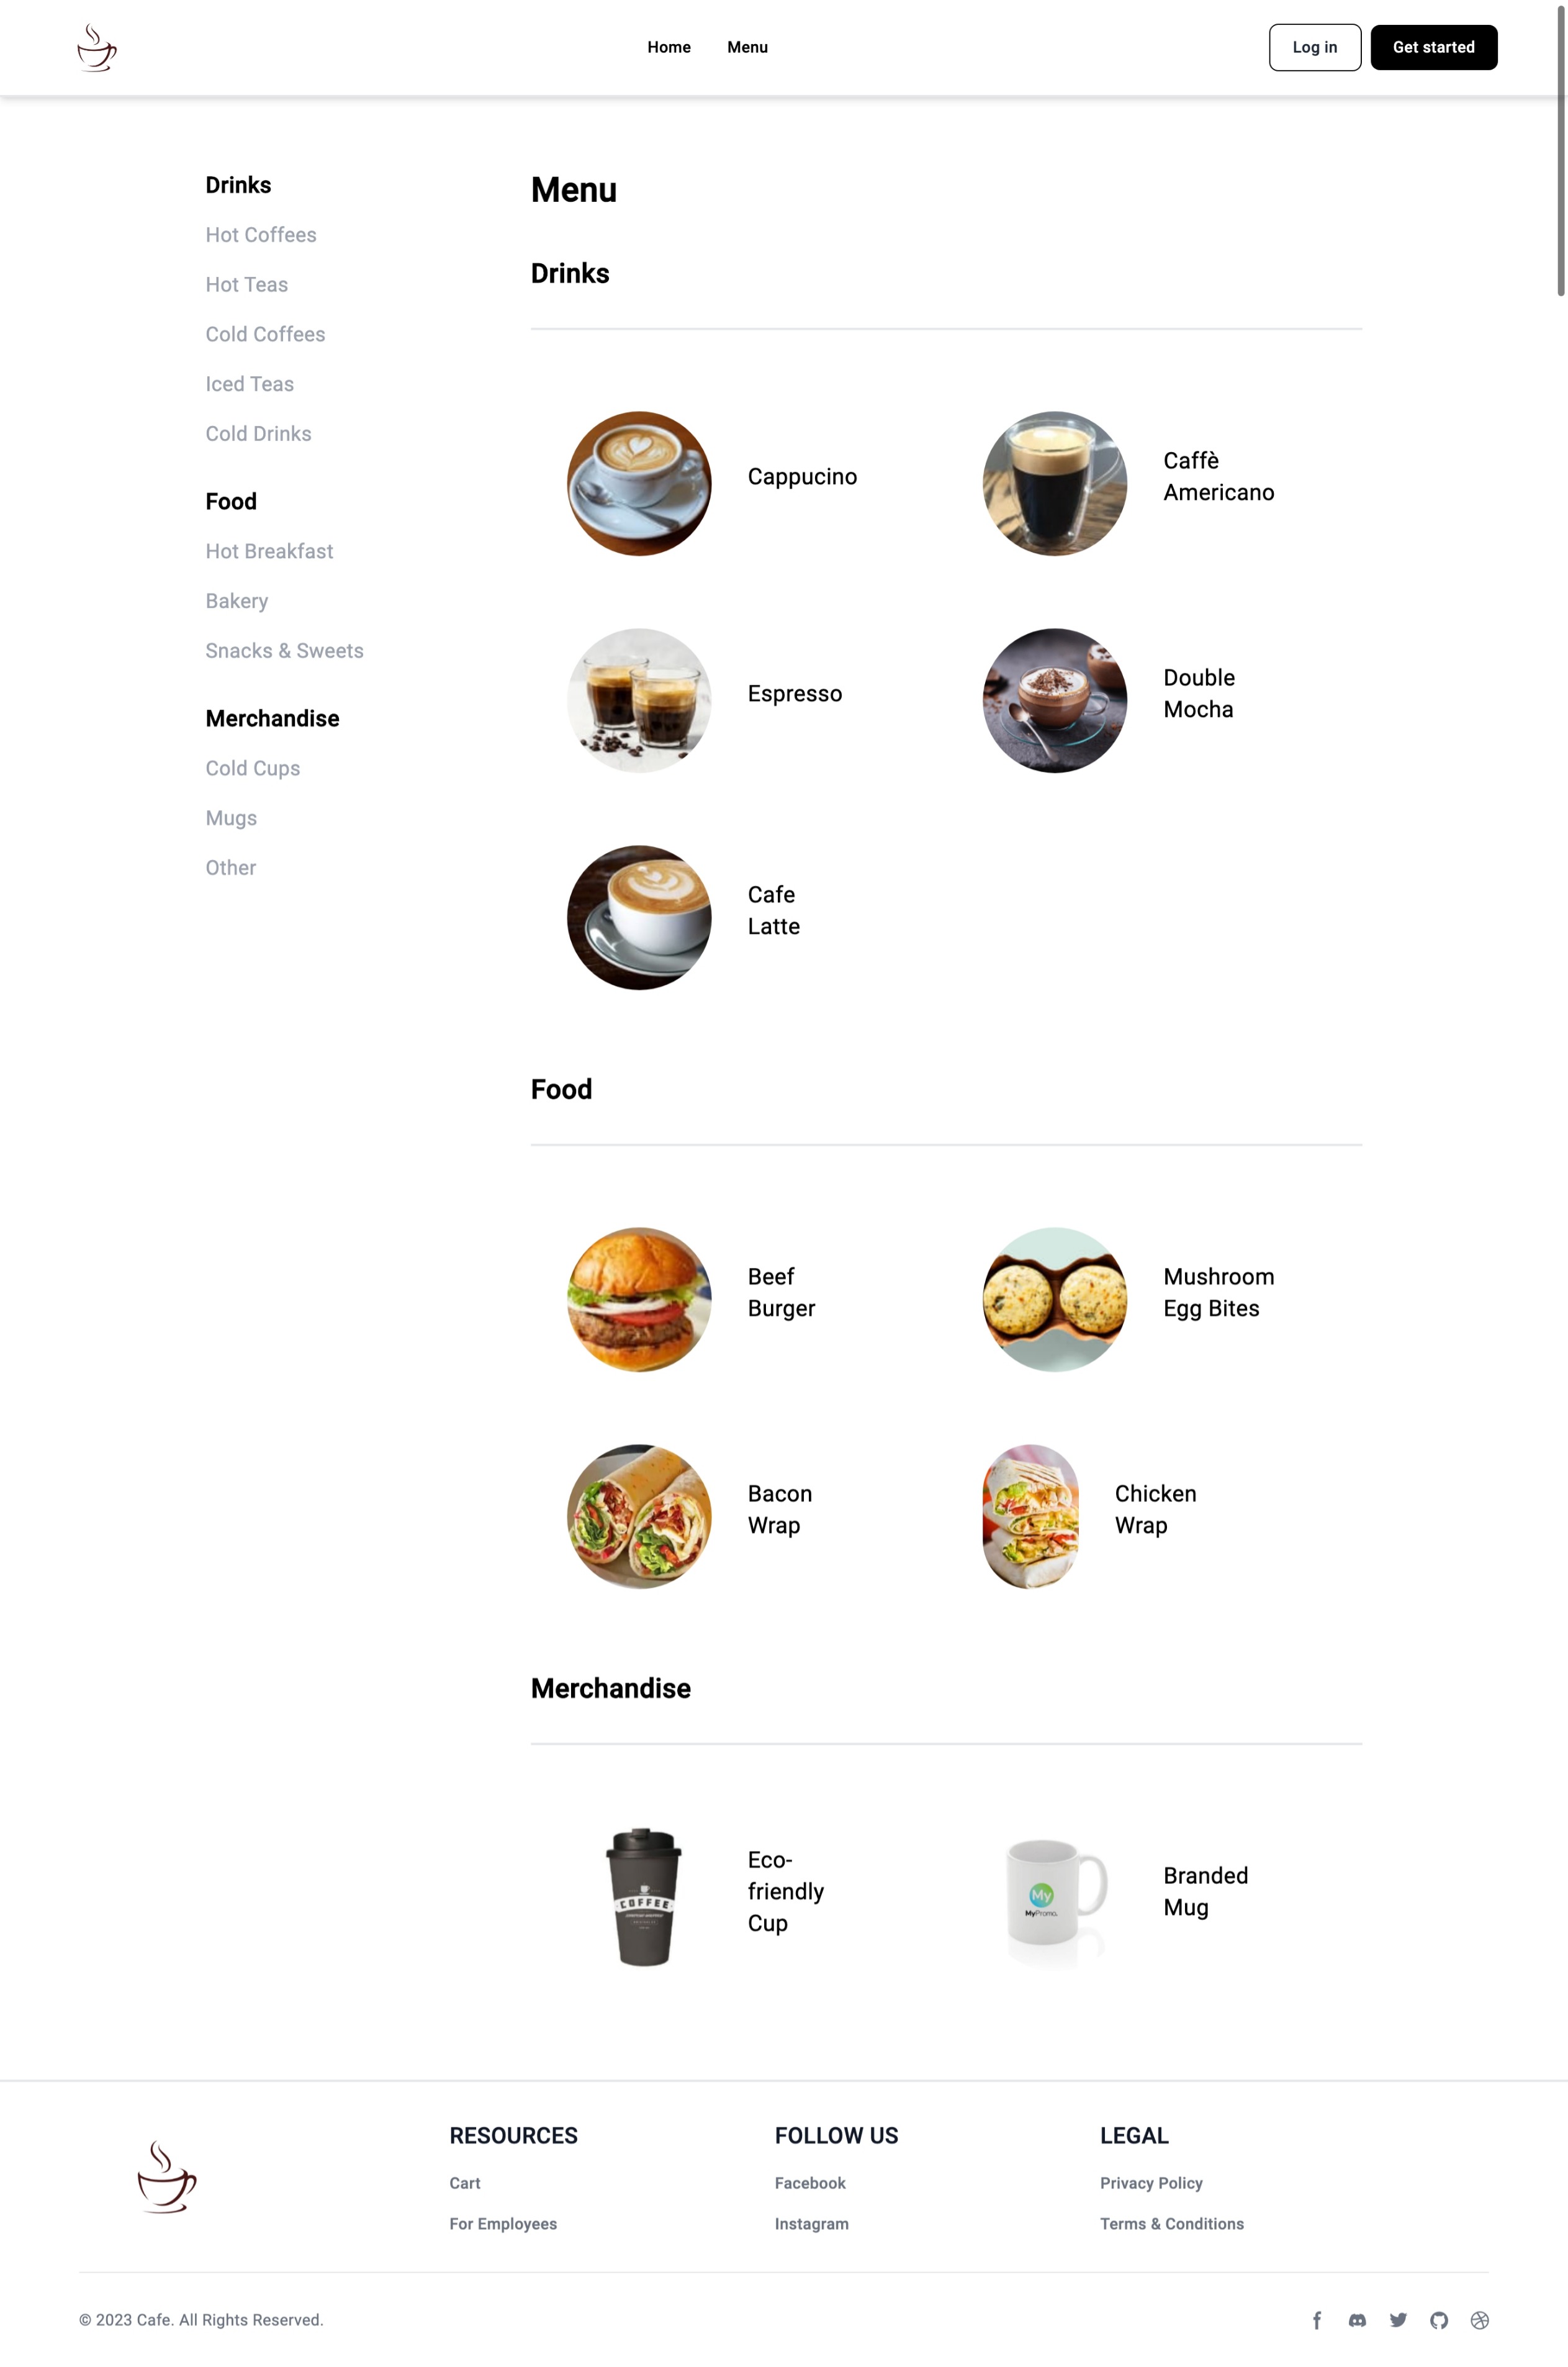 Home
Menu
Log in
Get started
Drinks
Hot Coffees
Hot Teas
Cold Coffees
Iced Teas
Cold Drinks
Food
Hot Breakfast
Bakery
Snacks & Sweets
Merchandise
Cold Cups
Mugs
Other
Menu
Drinks
Cappucino
Caffè
Americano
Espresso
Double
Mocha
Cafe
Latte
Food
Beef
Burger
Mushroom
Egg Bites
Bacon
Wrap
Chicken
Wrap
Merchandise
COFFEE
Eco-
friendly
Cup
My
MyPromo.
Branded
Mug
RESOURCES
Cart
For Employees
FOLLOW US
Facebook
Instagram
LEGAL
Privacy Policy
Terms & Conditions
© 2023 Cafe. All Rights Reserved.